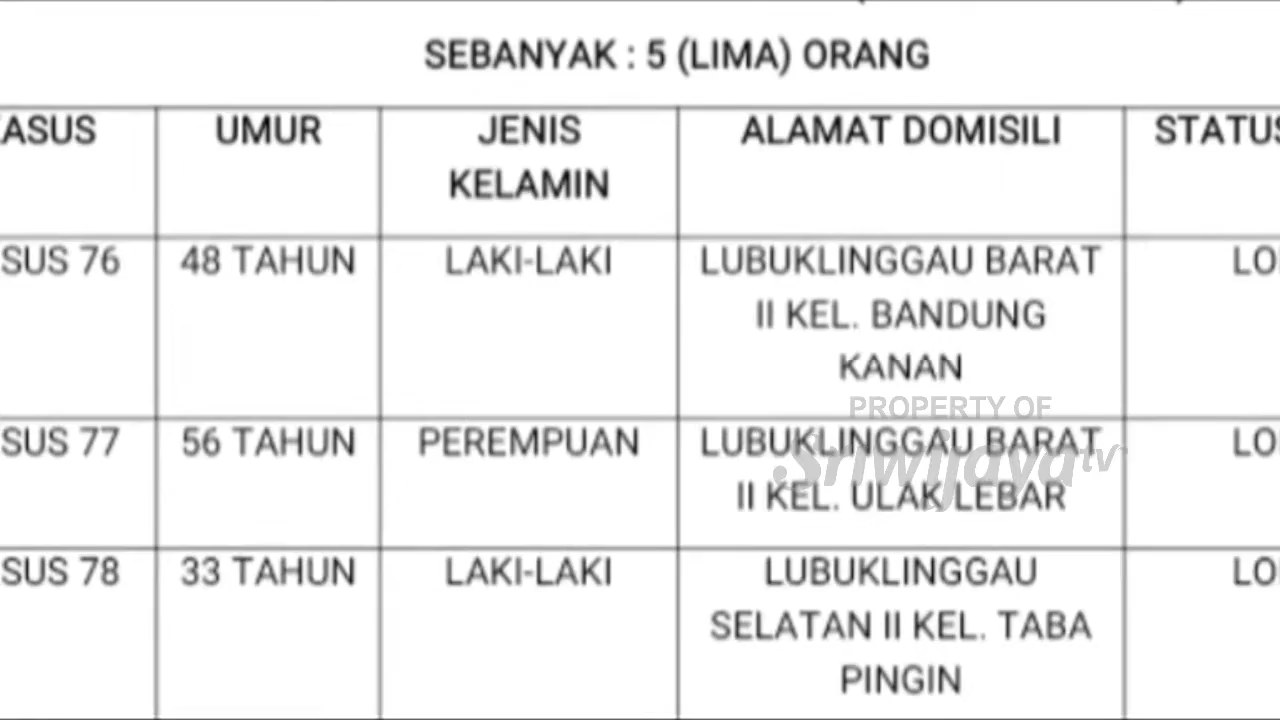 SEBANYAK : 5 (LIMA) ORANG
ASUS UMUR JENIS KELAMIN ALAMAT DOMISILI STATUS
SUS 76 48 TAHUN LAKI-LAKI LUBUKLINGGAU BARAT
II KEL. BANDUNG
KANAN
PROPERTY OF
SUS 77 56 TAHUN PEREMPUAN LUBUKLINGGAU BARAT
Sriwijaya tv
II KEL. ULAK LEBAR
SUS 78 33 TAHUN LAKI-LAKI LUBUKLINGGAU
SELATAN II KEL. TABA
PINGIN